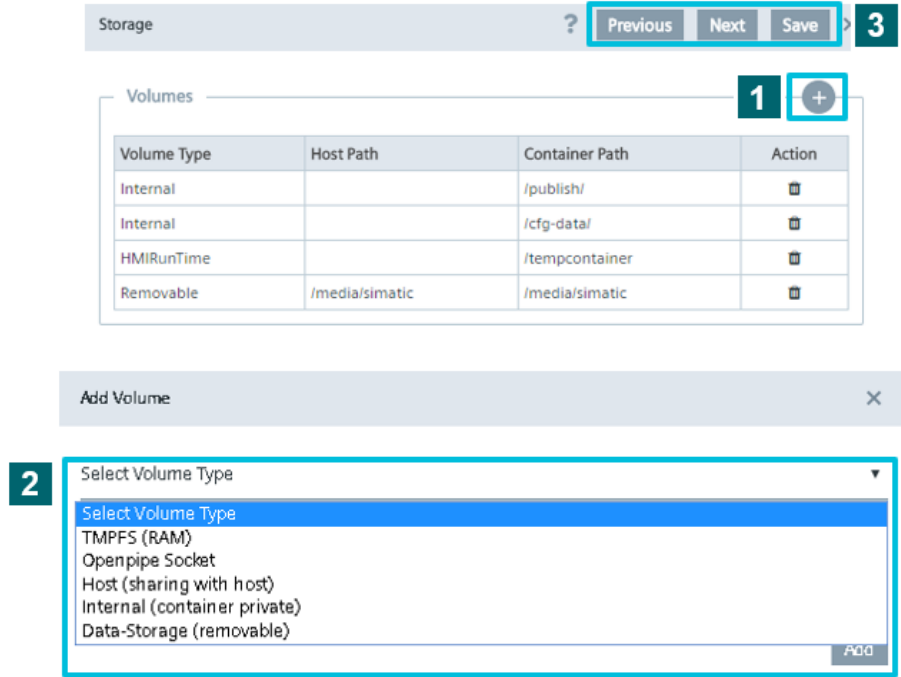 Storage ? Previous Next Save > 3
Volumes 1 +
Volume Type Host Path Container Path Action
Internal /publish/
Internal /cfg-data/
HMIRunTime /tempcontainer
Removable /media/simatic /media/simatic
Add Volume ×
2 Select Volume Type ▼
Select Volume Type
TMPFS (RAM)
Openpipe Socket
Host (sharing with host)
Internal (container private)
Data-Storage (removable)
Add